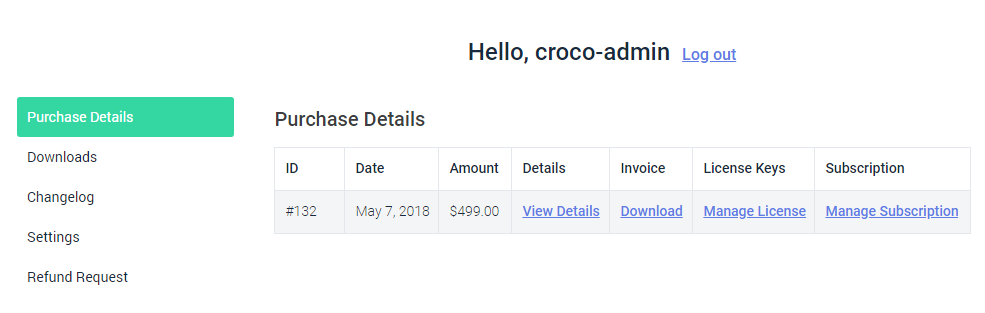 Hello, croco-admin Log out
Purchase Details
Downloads
Changelog
Settings
Refund Request
Purchase Details
ID Date Amount Details Invoice License Keys Subscription
#132 May 7, 2018 $499.00 View Details Download Manage License Manage Subscription